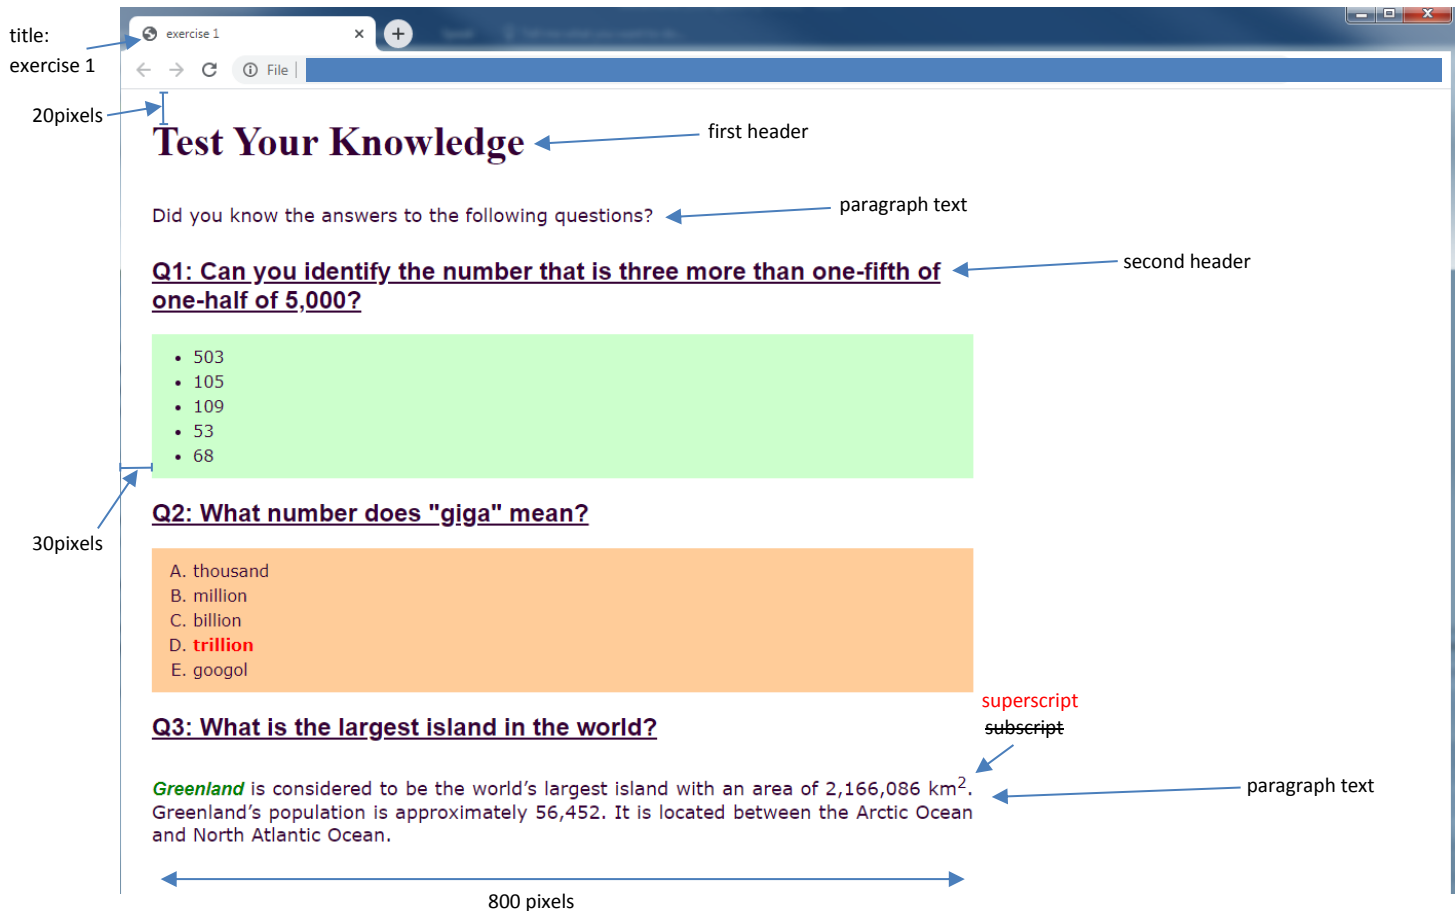 title:
exercise 1
exercise 1
File
20pixels
Test Your Knowledge
first header
Did you know the answers to the following questions?
paragraph text
Q1: Can you identify the number that is three more than one-fifth of
one-half of 5,000?
second header
• 503
• 105
• 109
• 53
• 68
30pixels
Q2: What number does "giga" mean?
A. thousand
B. million
C. billion
D. trillion
E. googol
superscript
subscript
Q3: What is the largest island in the world?
Greenland is considered to be the world’s largest island with an area of 2,166,086 km².
Greenland’s population is approximately 56,452. It is located between the Arctic Ocean
and North Atlantic Ocean.
paragraph text
800 pixels